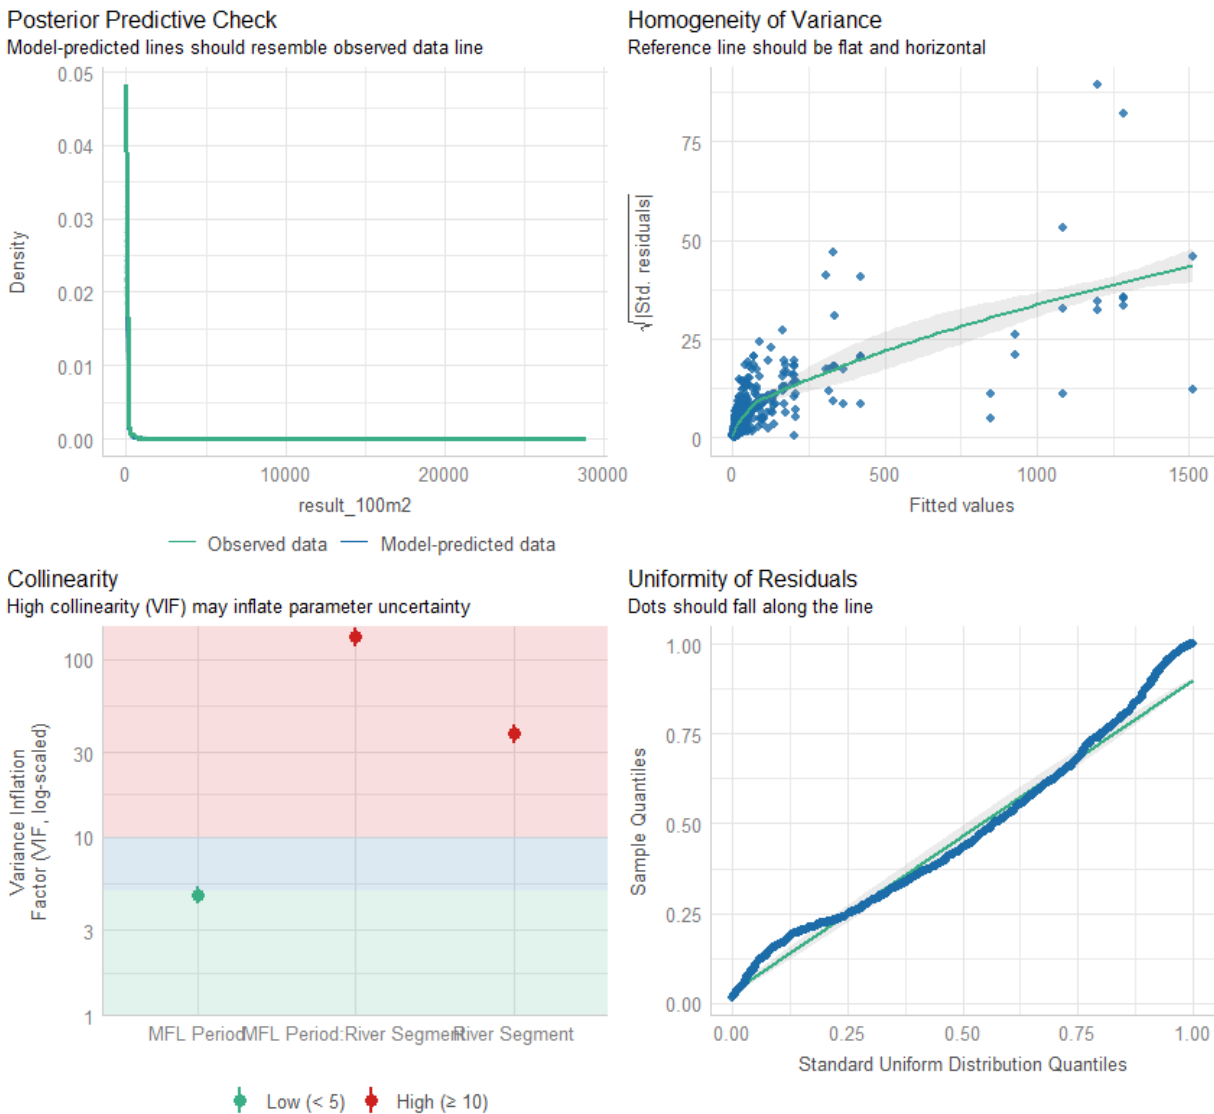 Posterior Predictive Check
Model-predicted lines should resemble observed data line
0.05
0.04
0.03
0.02
0.01
0.00
Density
0
10000
20000
30000
result_100m2
Observed data
Model-predicted data
Homogeneity of Variance
Reference line should be flat and horizontal
75
50
25
0
√|Std. residuals|
0
500
1000
1500
Fitted values
Collinearity
High collinearity (VIF) may inflate parameter uncertainty
100
30
10
3
1
Variance Inflation
Factor (VIF, log-scaled)
MFL Period
MFL Period:River Segment
River Segment
Low (< 5)
High (≥ 10)
Uniformity of Residuals
Dots should fall along the line
1.00
0.75
0.50
0.25
0.00
Sample Quantiles
0.00
0.25
0.50
0.75
1.00
Standard Uniform Distribution Quantiles